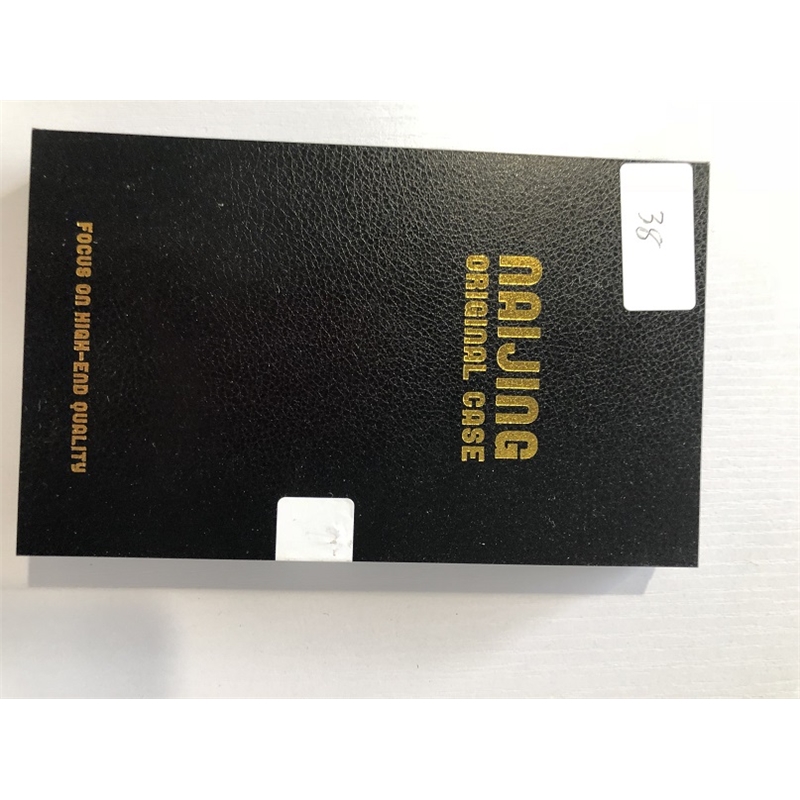 38
NAIJING
ORIGINAL CASE
FOCUS ON HIGH-END QUALITY